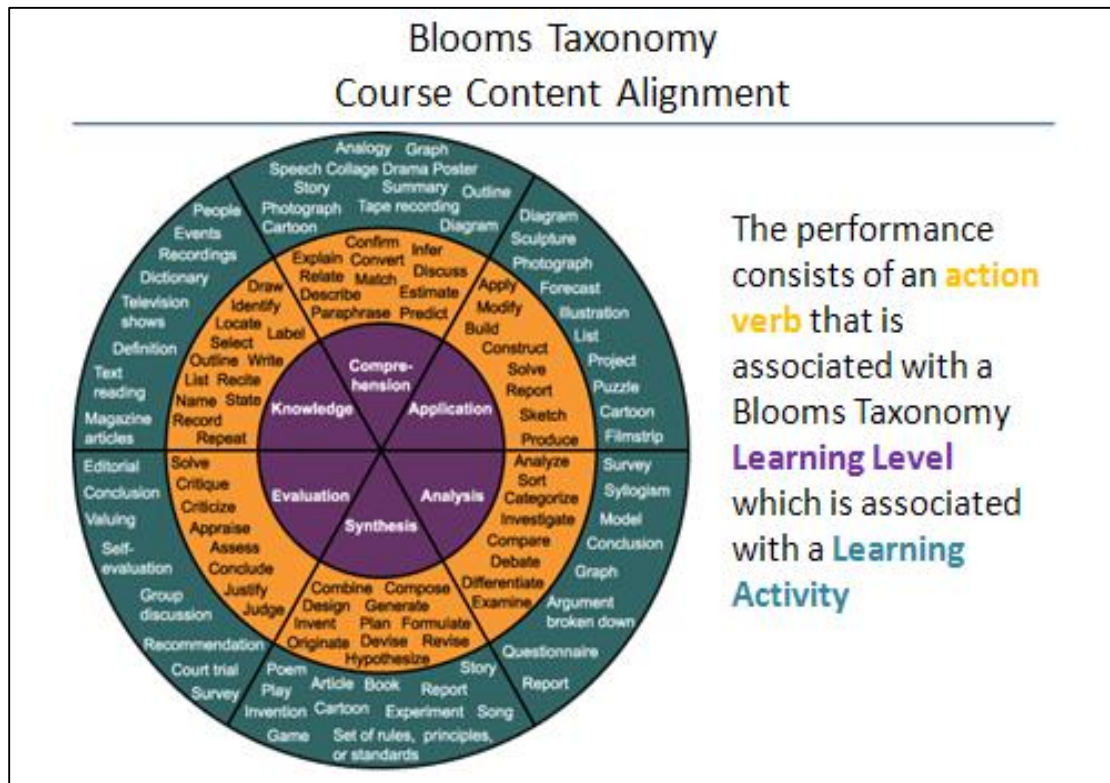 Blooms Taxonomy
Course Content Alignment
Analogy Graph
Speech Collage Drama Poster
Story Summary Outline
Photograph Tape recording
Cartoon Diagram
Confirm Infer
Explain Convert
Relate Match Discuss
Describe Estimate
Paraphrase Predict
Compre-
hension
Diagram
Sculpture
Photograph
Forecast
Illustration
List
Project
Puzzle
Cartoon
Filmstrip
Apply
Modify
Build
Construct
Solve
Report
Sketch
Produce
Application
Survey
Syllogism
Model
Conclusion
Graph
Argument
broken down
Questionnaire
Report
Analyze
Sort
Categorize
Investigate
Compare
Debate
Differentiate
Examine
Analysis
Synthesis
Combine Compose
Design Generate
Invent Plan Formulate
Originate Devise Revise
Hypothesize
Poem Story
Play Article Book Report
Invention Cartoon Experiment Song
Game Set of rules, principles,
or standards
Evaluation
Solve
Critique
Criticize
Appraise
Assess
Conclude
Justify
Judge
Editorial
Conclusion
Valuing
Self-
evaluation
Group
discussion
Recommendation
Court trial
Survey
Knowledge
Draw
Identify
Locate Label
Select
Outline Write
List Recite
Name State
Record
Repeat
People
Events
Recordings
Dictionary
Television
shows
Definition
Text
reading
Magazine
articles
The performance
consists of an action
verb that is
associated with a
Blooms Taxonomy
Learning Level
which is associated
with a Learning
Activity